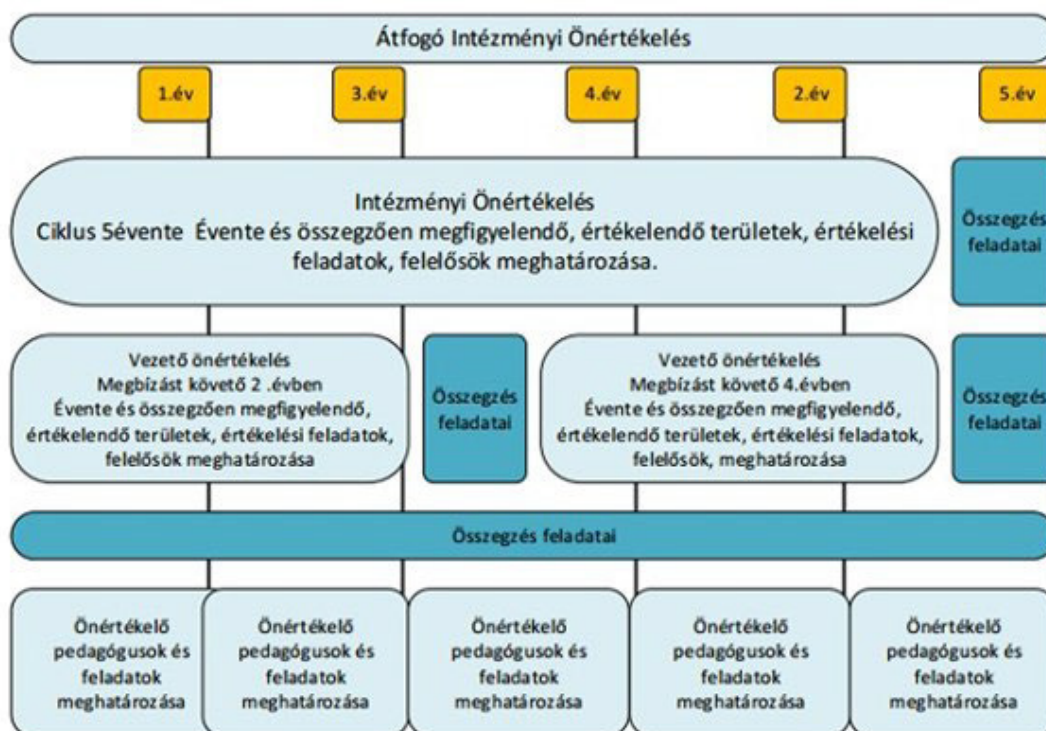 Átfogó Intézményi Önértékelés
1.év
3.év
4.év
2.év
5.év
Intézményi Önértékelés
Ciklus 5évente Évente és összegzően megfigyelendő, értékelendő területek, értékelési
feladatok, felelősök meghatározása.
Összegzés
feladatai
Vezető önértékelés
Megbízást követő 2 .évben
Évente és összegzően megfigyelendő,
értékelendő területek, értékelési feladatok,
felelősök meghatározása
Összegzés
feladatai
Vezető önértékelés
Megbízást követő 4.évben
Évente és összegzően megfigyelendő,
értékelendő területek, értékelési feladatok,
felelősök, meghatározása
Összegzés
feladatai
Összegzés feladatai
Önértékelő
pedagógusok és
feladatok
meghatározása
Önértékelő
pedagógusok és
feladatok
meghatározása
Önértékelő
pedagógusok és
feladatok
meghatározása
Önértékelő
pedagógusok és
feladatok
meghatározása
Önértékelő
pedagógusok és
feladatok
meghatározása